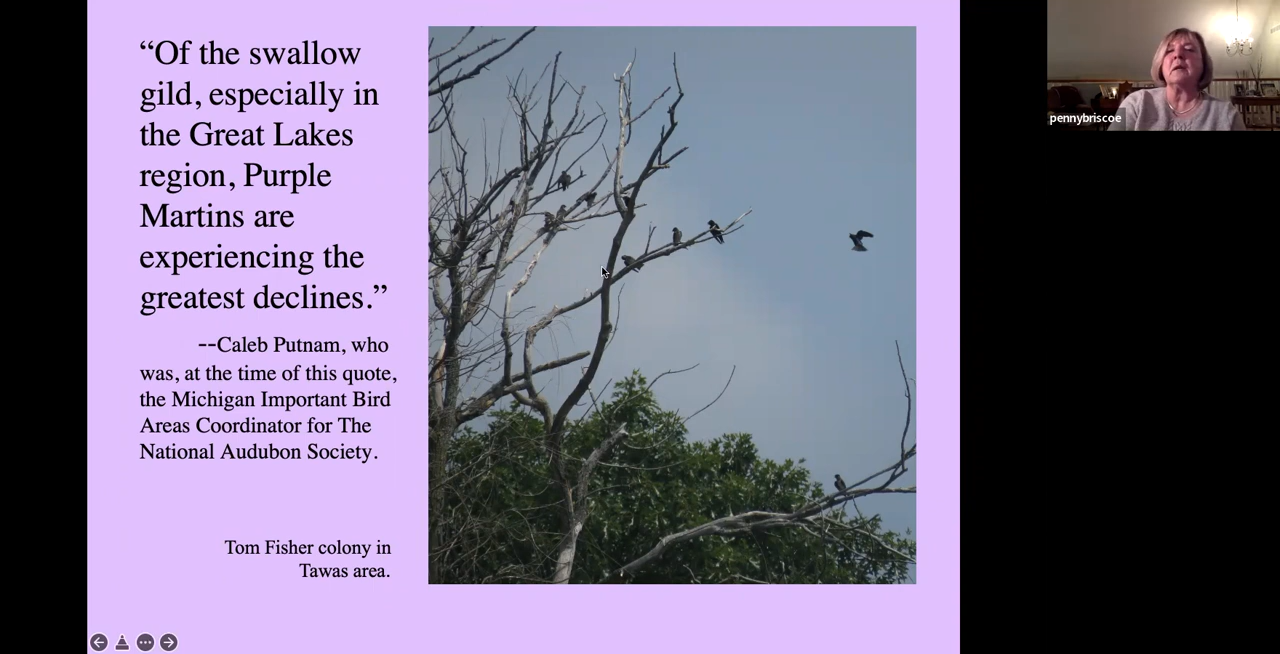 “Of the swallow
gild, especially in
the Great Lakes
region, Purple
Martins are
experiencing the
greatest declines.”
--Caleb Putnam, who
was, at the time of this quote,
the Michigan Important Bird
Areas Coordinator for The
National Audubon Society.
Tom Fisher colony in
Tawas area.
pennybriscoe